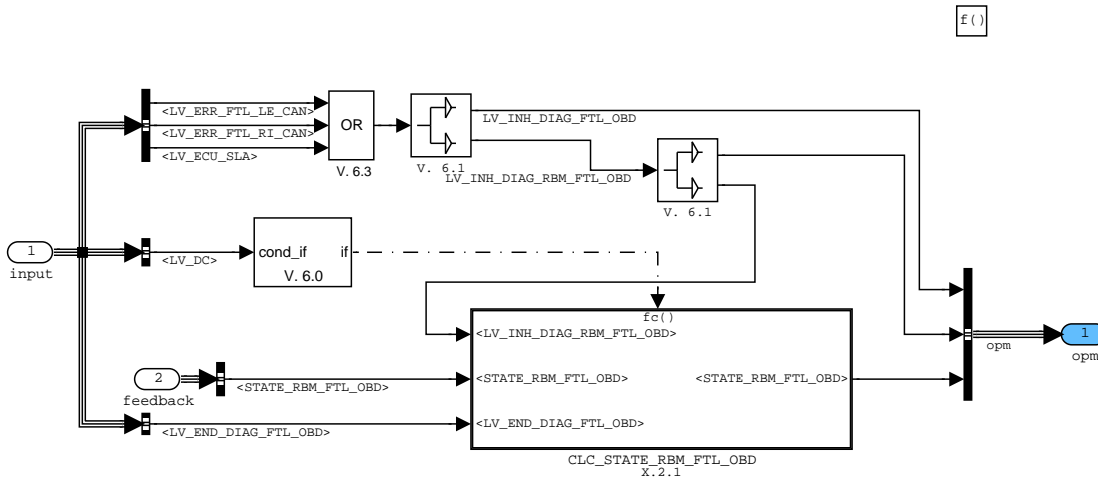 f()
<LV_ERR_FTL_LE_CAN>
<LV_ERR_FTL_RI_CAN>
<LV_ECU_SLA>
OR
V. 6.3
V. 6.1
LV_INH_DIAG_FTL_OBD
LV_INH_DIAG_RBM_FTL_OBD
V. 6.1
1
input
<LV_DC>
cond_if if
V. 6.0
fc()
<LV_INH_DIAG_RBM_FTL_OBD>
2
feedback
<STATE_RBM_FTL_OBD>
<STATE_RBM_FTL_OBD>
<STATE_RBM_FTL_OBD>
<LV_END_DIAG_FTL_OBD>
<LV_END_DIAG_FTL_OBD>
CLC_STATE_RBM_FTL_OBD
X.2.1
opm
1
opm